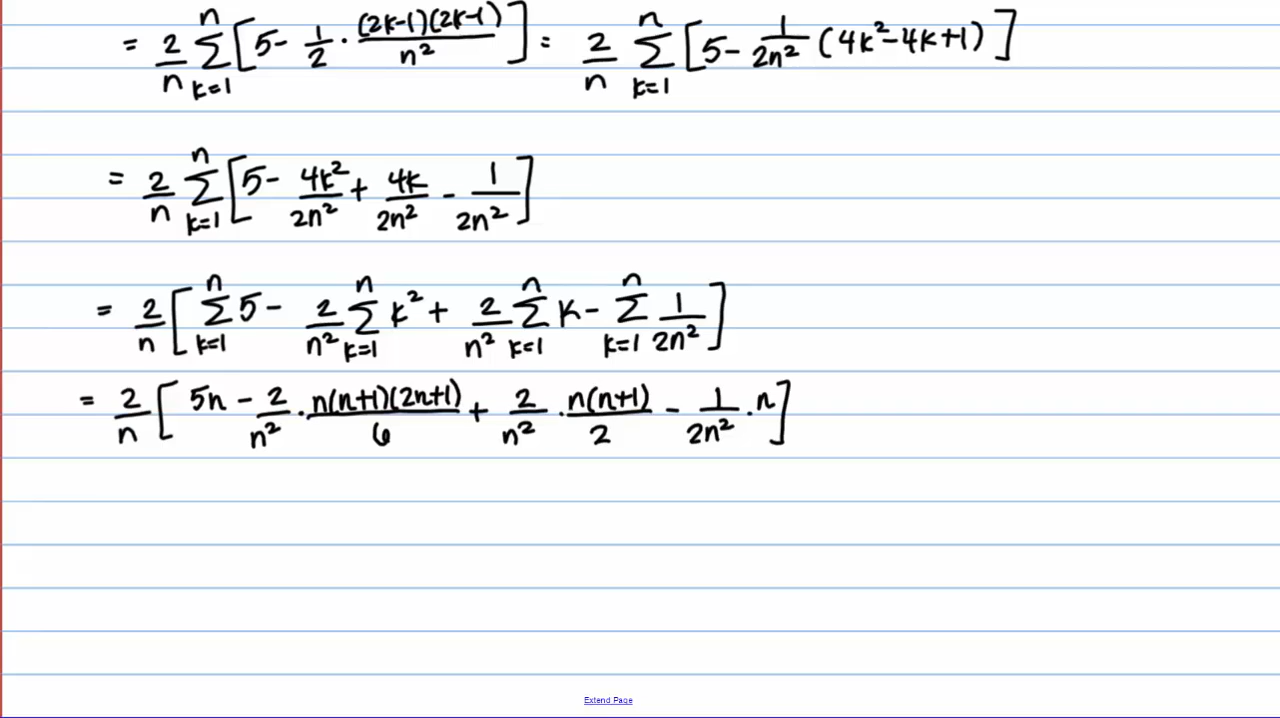 = 2/n Σ_{k=1}^{n} [5 - 1/2 · (2k-1)(2k-1)/n²] = 2/n Σ_{k=1}^{n} [5 - 1/2n² (4k²-4k+1)]
= 2/n Σ_{k=1}^{n} [5 - 4k²/2n² + 4k/2n² - 1/2n²]
= 2/n [Σ_{k=1}^{n} 5 - 2/n² Σ_{k=1}^{n} k² + 2/n² Σ_{k=1}^{n} k - Σ_{k=1}^{n} 1/2n²]
= 2/n [5n - 2/n² · n(n+1)(2n+1)/6 + 2/n² · n(n+1)/2 - 1/2n² · n]
Extend Page